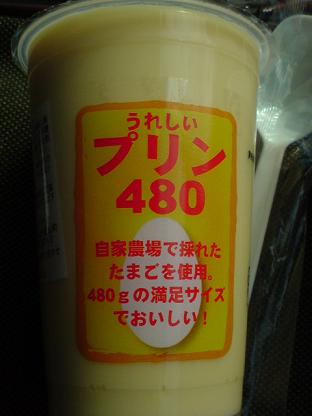 うれしい
プリン
480
自家農場で採れた
たまごを使用。
480gの満足サイズ
でおいしい!